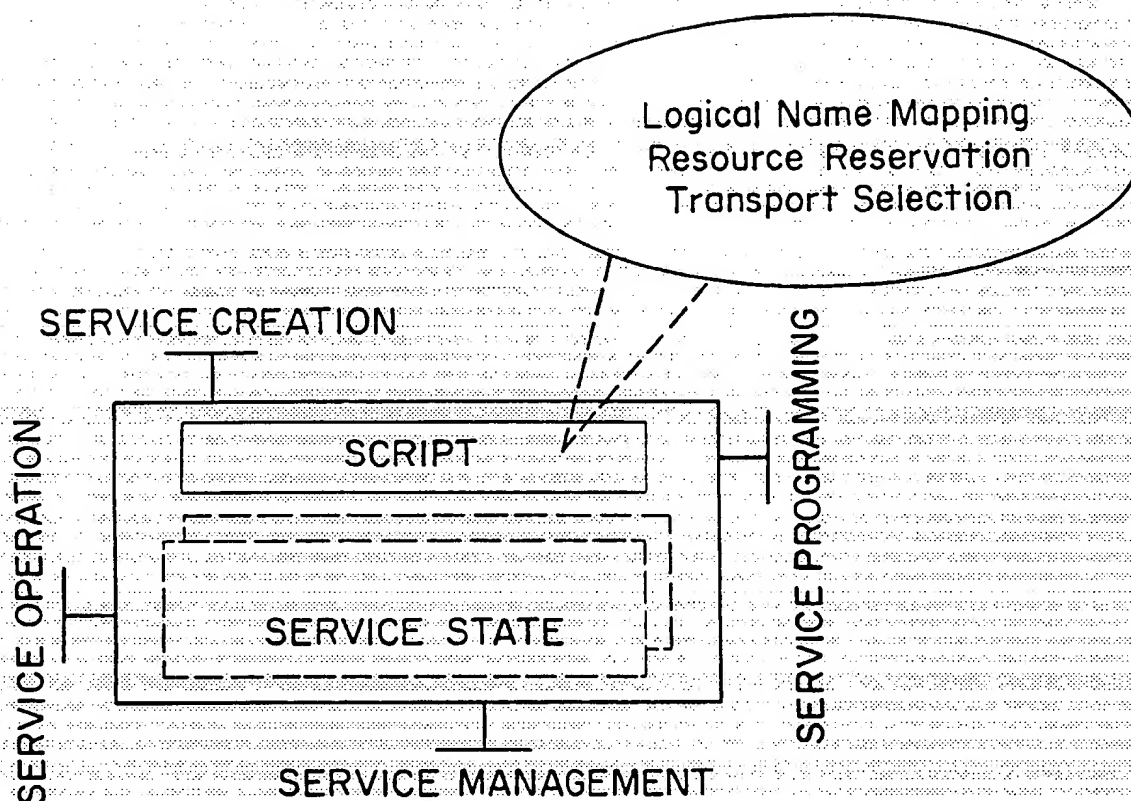 Logical Name Mapping
Resource Reservation
Transport Selection
SERVICE CREATION
SCRIPT
SERVICE STATE
SERVICE OPERATION
SERVICE PROGRAMMING
SERVICE MANAGEMENT